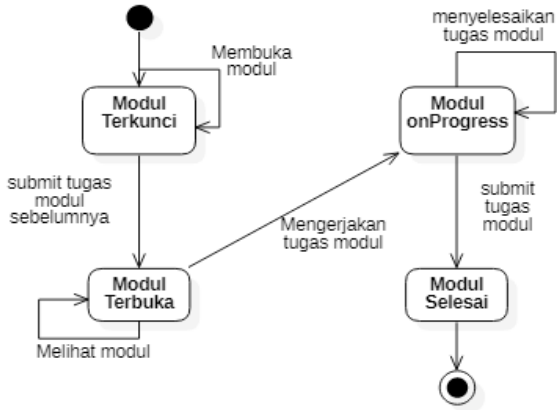 Membuka
modul
Modul
Terkunci
submit tugas
modul
sebelumnya
Modul
Terbuka
Melihat modul
Mengerjakan
tugas modul
menyelesaikan
tugas modul
Modul
onProgress
submit
tugas
modul
Modul
Selesai